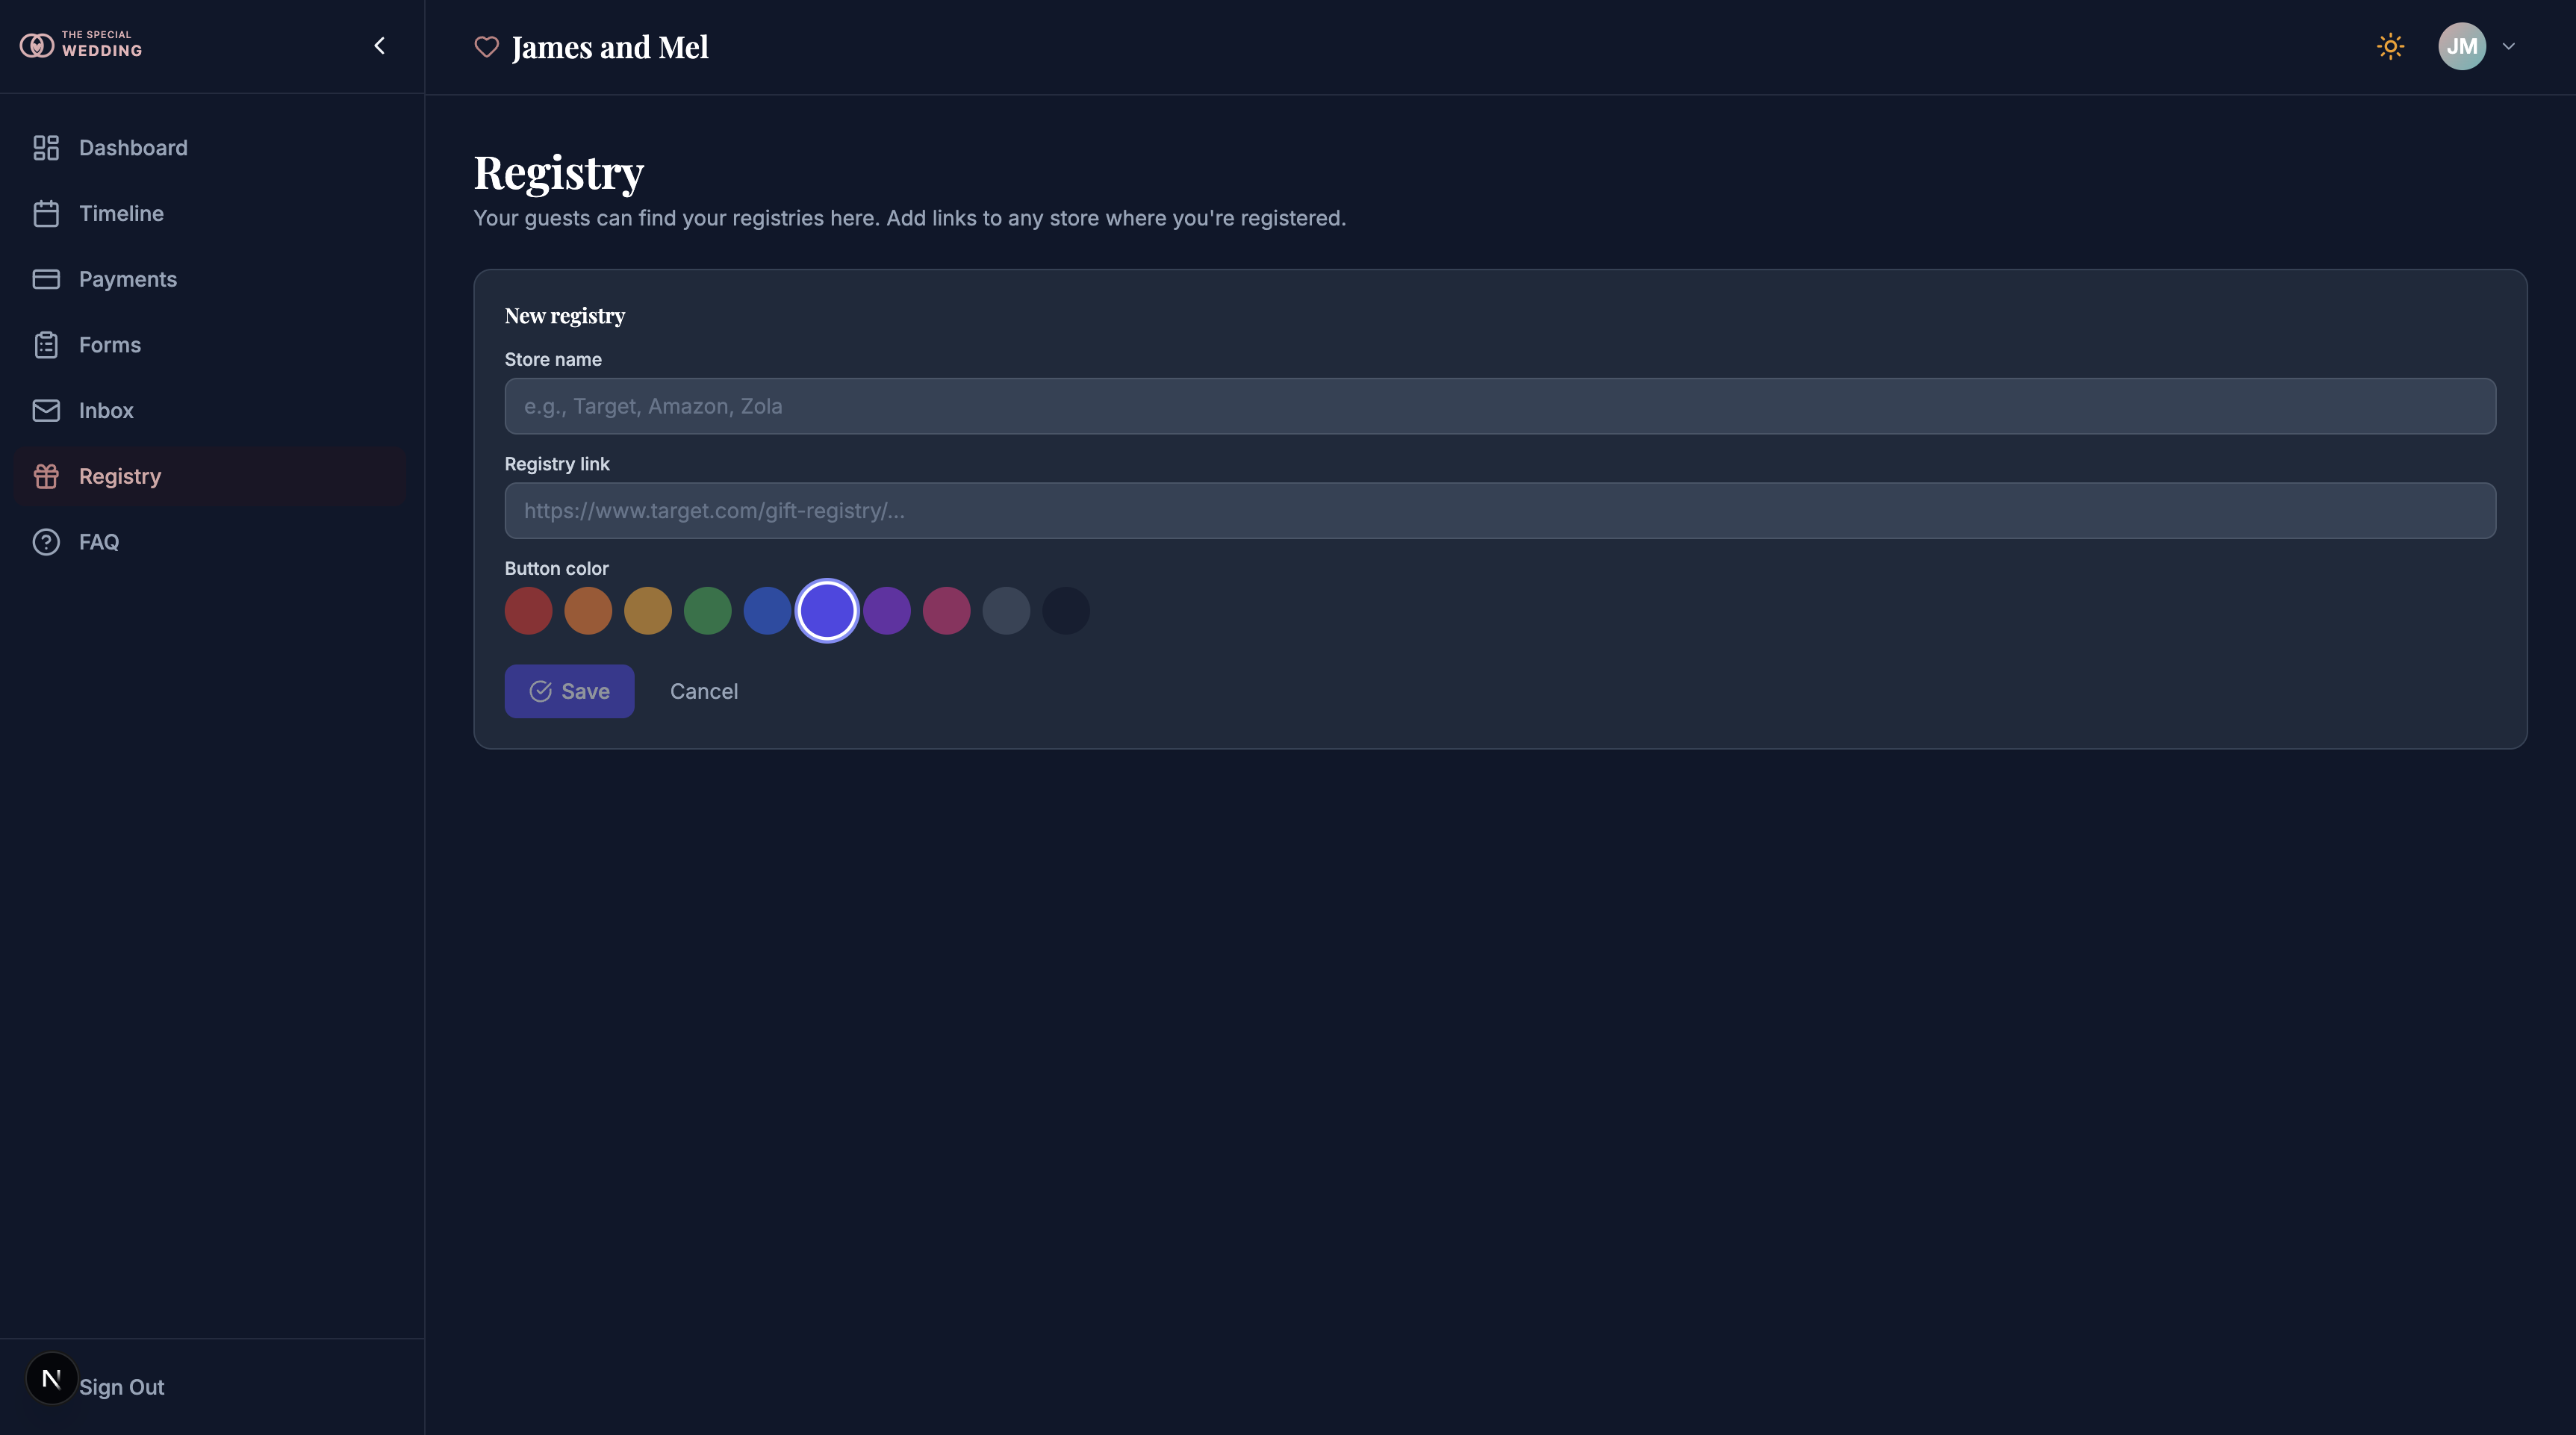 THE SPECIAL
WEDDING
James and Mel
JM
Dashboard
Timeline
Payments
Forms
Inbox
Registry
FAQ
Registry
Your guests can find your registries here. Add links to any store where you're registered.
New registry
Store name
e.g., Target, Amazon, Zola
Registry link
https://www.target.com/gift-registry/...
Button color
Save
Cancel
N
Sign Out